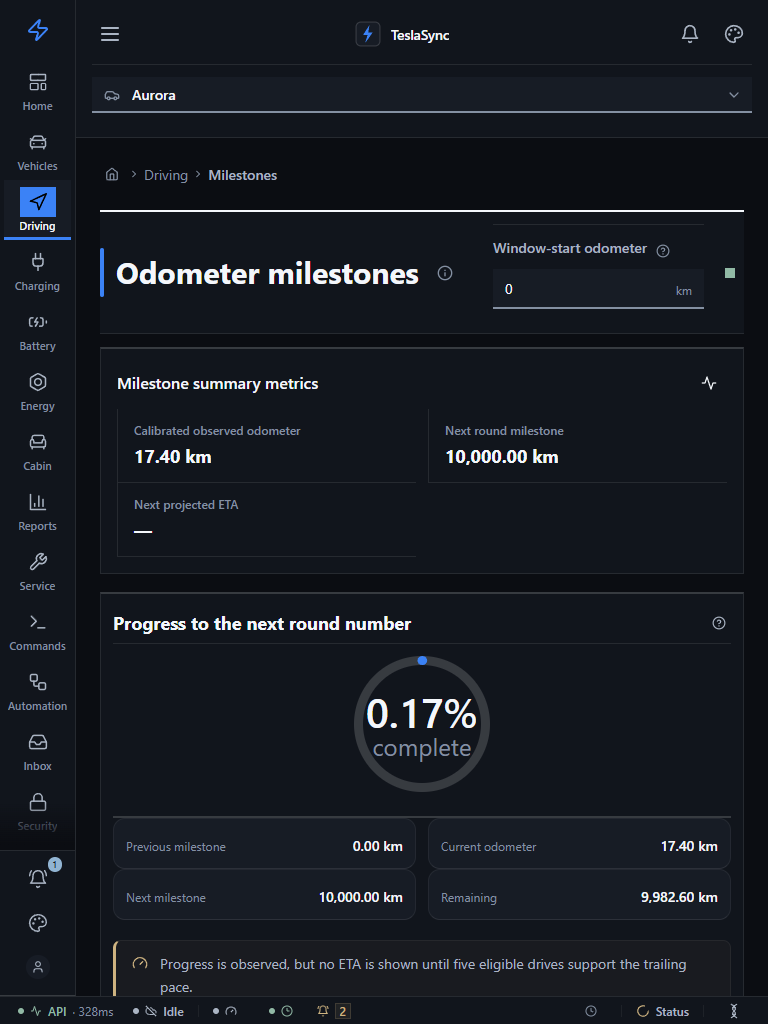 TeslaSync
Aurora
Home
Vehicles
Driving
Charging
Battery
Energy
Cabin
Reports
Service
Commands
Automation
Inbox
Security
1
Driving
Milestones
Odometer milestones
Window-start odometer
0 km
Milestone summary metrics
Calibrated observed odometer
17.40 km
Next round milestone
10,000.00 km
Next projected ETA
—
Progress to the next round number
0.17%
complete
Previous milestone 0.00 km
Current odometer 17.40 km
Next milestone 10,000.00 km
Remaining 9,982.60 km
Progress is observed, but no ETA is shown until five eligible drives support the trailing
pace.
API · 328ms Idle 2 Status